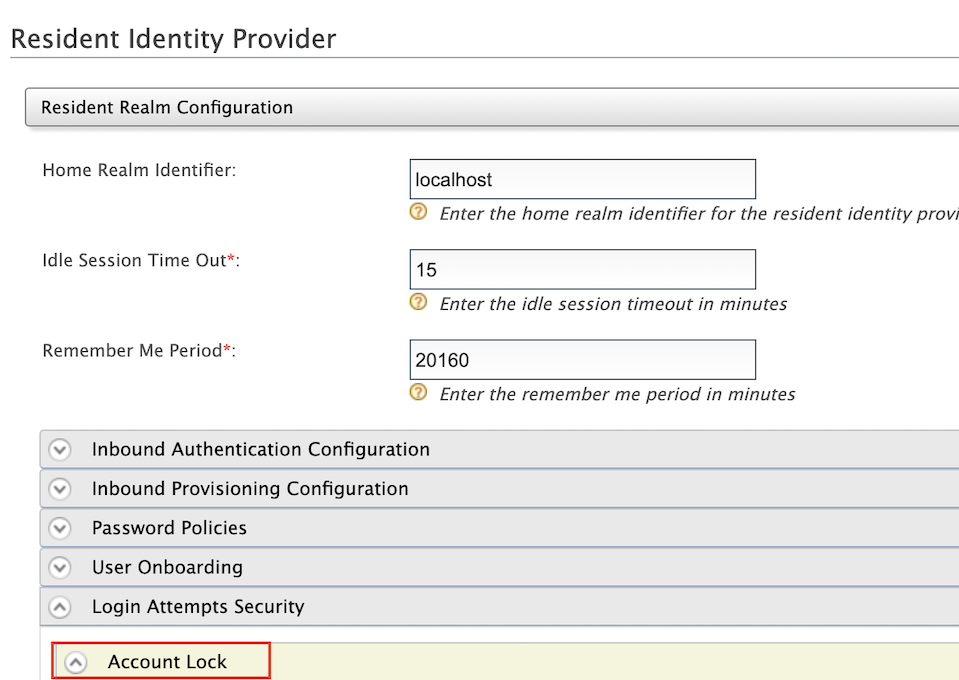 Resident Identity Provider
Resident Realm Configuration
Home Realm Identifier:
localhost
? Enter the home realm identifier for the resident identity provi
Idle Session Time Out*:
15
? Enter the idle session timeout in minutes
Remember Me Period*:
20160
? Enter the remember me period in minutes
Inbound Authentication Configuration
Inbound Provisioning Configuration
Password Policies
User Onboarding
Login Attempts Security
Account Lock